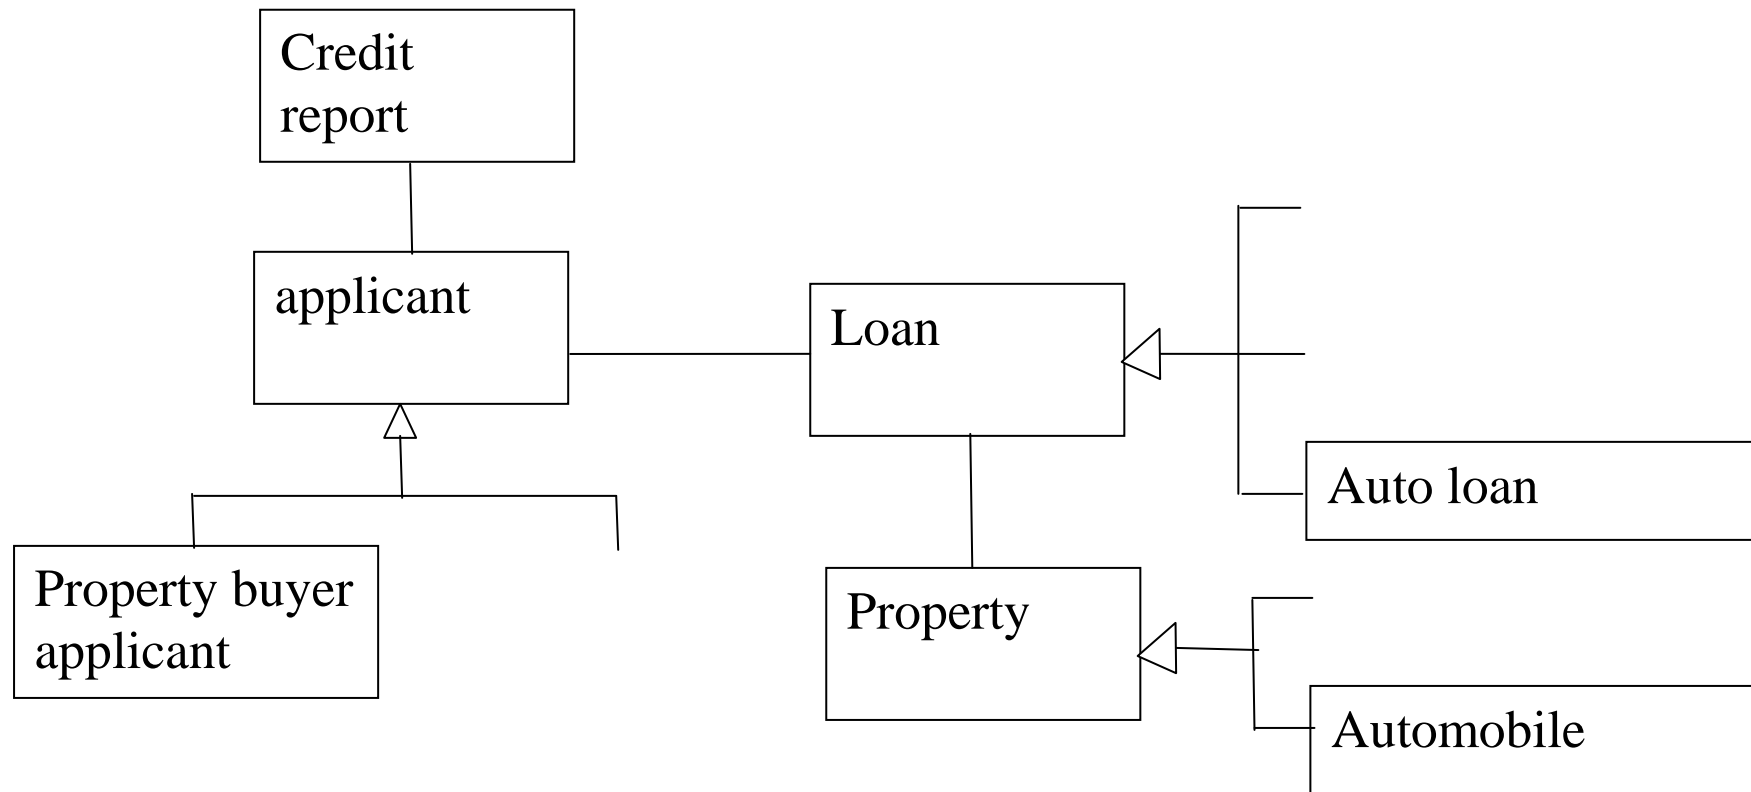 Credit
report
applicant
Loan
Auto loan
Property buyer
applicant
Property
Automobile